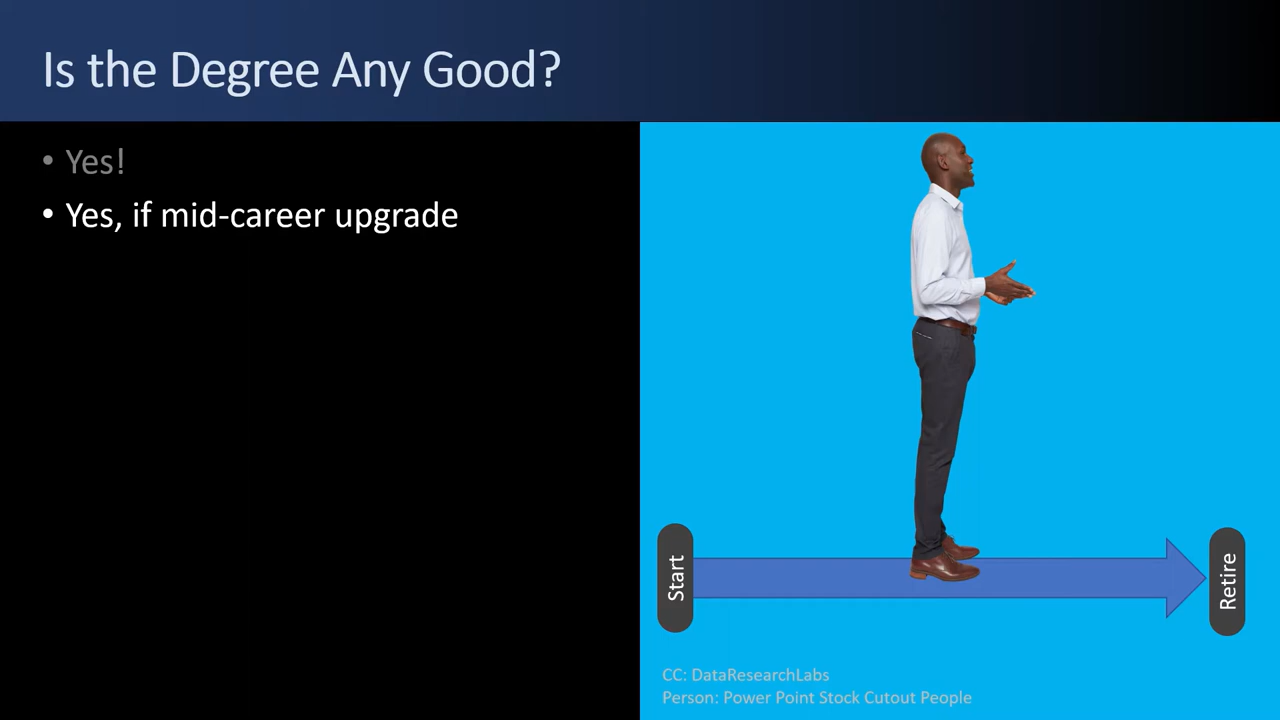 Is the Degree Any Good?
• Yes!
• Yes, if mid-career upgrade
Start
Retire
CC: DataResearchLabs
Person: Power Point Stock Cutout People